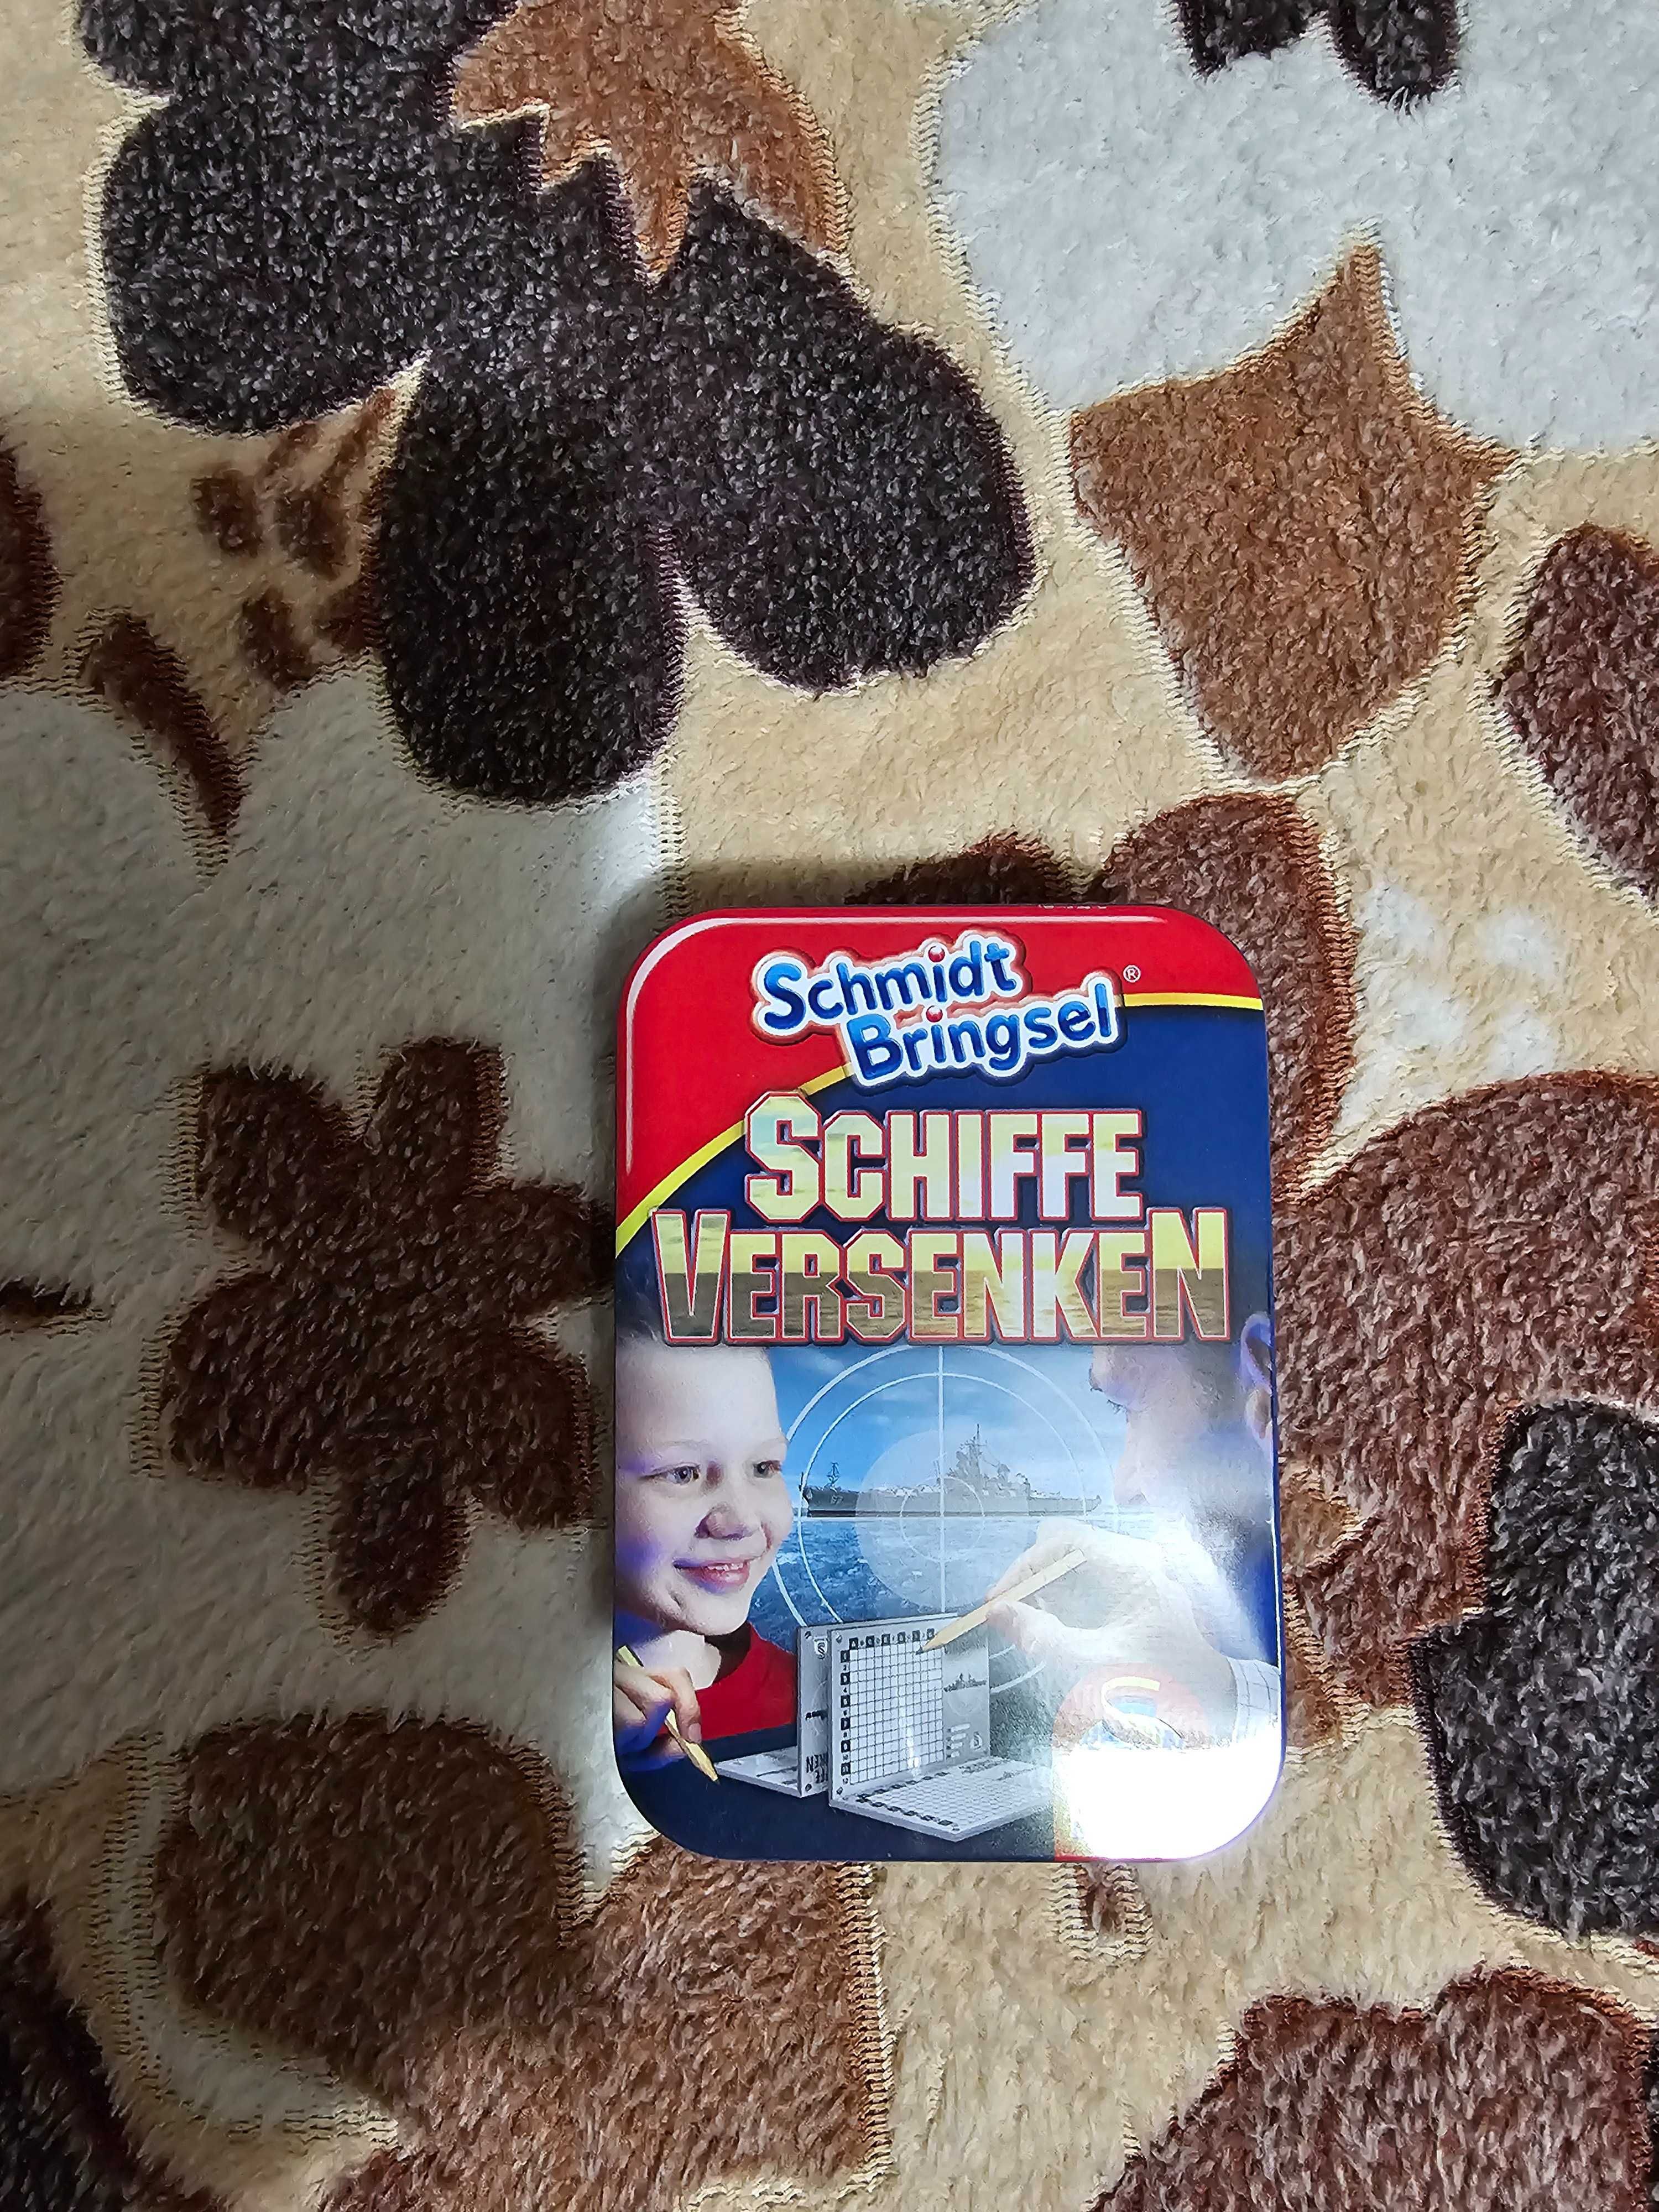 Schmidt
Bringsel®
SCHIFFE
VERSENKEN